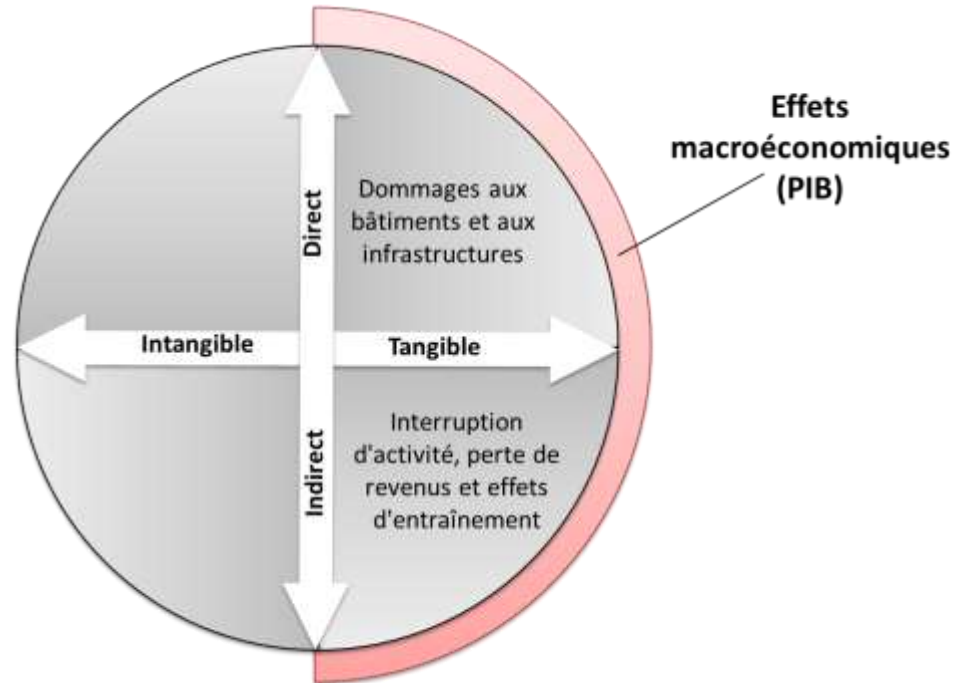 Effets
macroéconomiques
(PIB)
Direct
Dommages aux
bâtiments et aux
infrastructures
Intangible
Tangible
Indirect
Interruption
d'activité, perte de
revenus et effets
d'entraînement